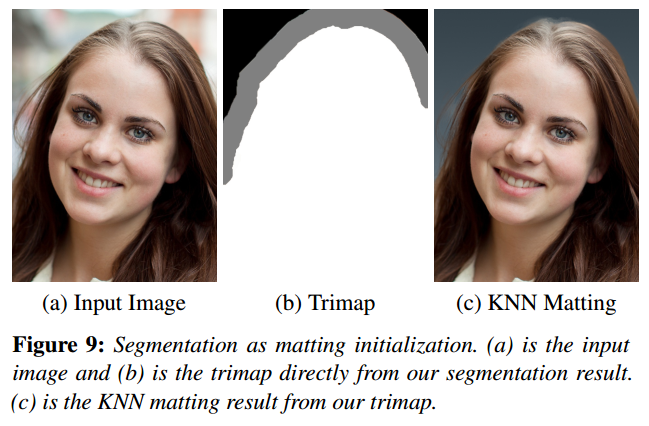 (a) Input Image
(b) Trimap
(c) KNN Matting
Figure 9: Segmentation as matting initialization. (a) is the input
image and (b) is the trimap directly from our segmentation result.
(c) is the KNN matting result from our trimap.